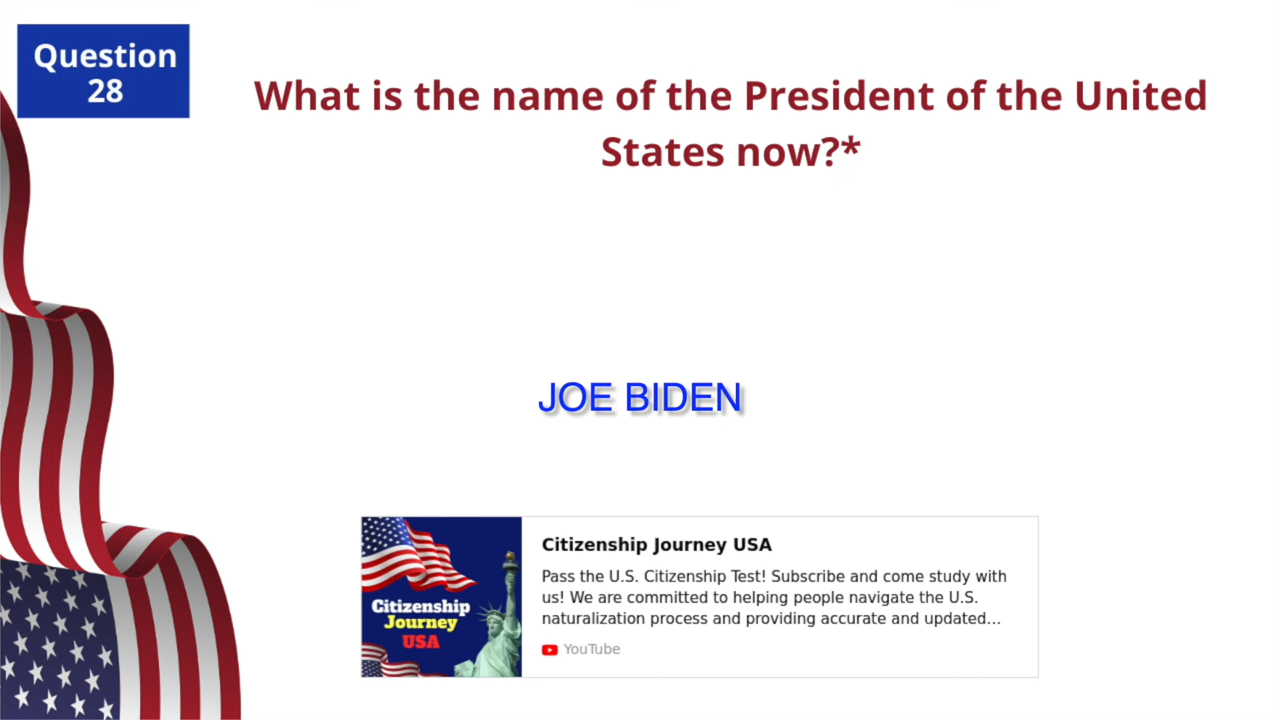 Question
28
What is the name of the President of the United
States now?*
JOE BIDEN
Citizenship
Journey
USA
Citizenship Journey USA
Pass the U.S. Citizenship Test! Subscribe and come study with
us! We are committed to helping people navigate the U.S.
naturalization process and providing accurate and updated...
YouTube